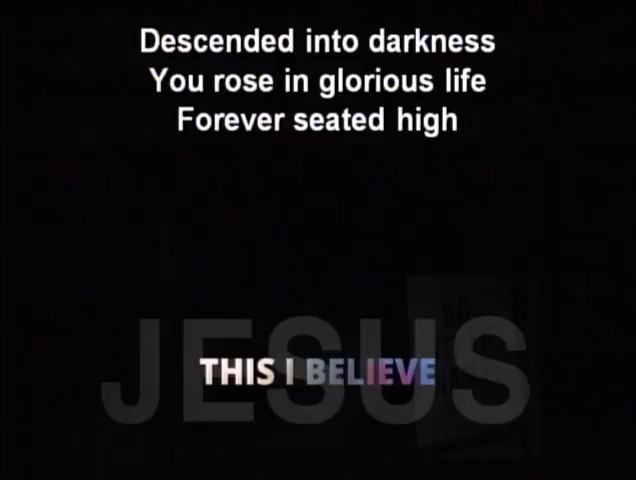 Descended into darkness
You rose in glorious life
Forever seated high
JESUS
THIS I BELIEVE